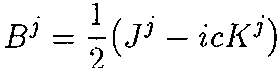 B^j = \frac{1}{2}(J^j - icK^j)